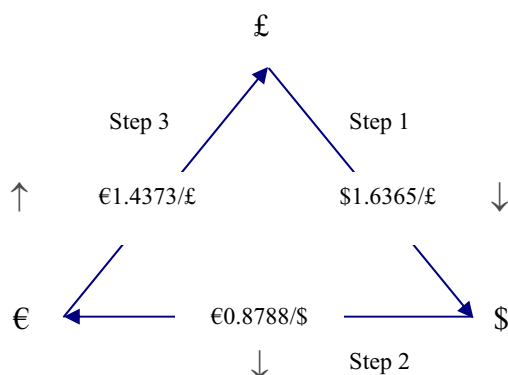 £
Step 3 Step 1
↑ €1.4373/£ $1.6365/£ ↓
€ €0.8788/$ $
↓ Step 2